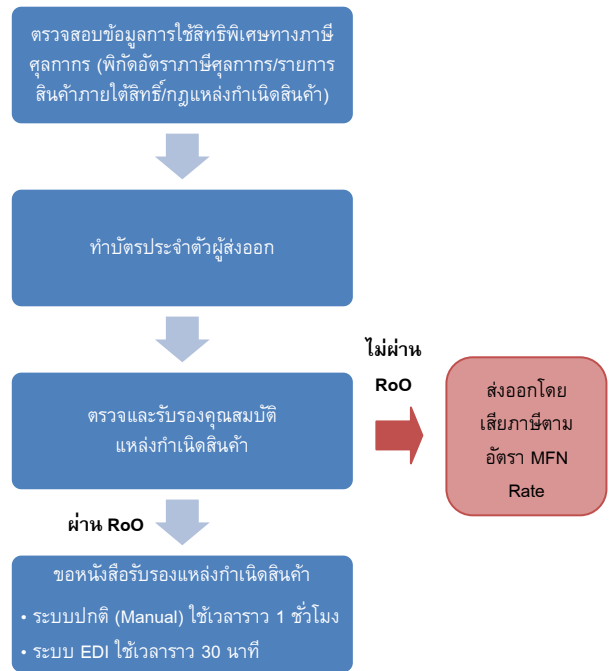 ตรวจสอบข้อมูลการใช้สิทธิพิเศษทางภาษี
ศุลกากร (พิกัดอัตราภาษีศุลกากร/รายการ
สินค้าภายใต้สิทธิ์/กฎแหล่งกำเนิดสินค้า)
ทำบัตรประจำตัวผู้ส่งออก
ตรวจและรับรองคุณสมบัติ
แหล่งกำเนิดสินค้า
ไม่ผ่าน
RoO
ส่งออกโดย
เสียภาษีตาม
อัตรา MFN
Rate
ผ่าน RoO
ขอหนังสือรับรองแหล่งกำเนิดสินค้า
• ระบบปกติ (Manual) ใช้เวลาราว 1 ชั่วโมง
• ระบบ EDI ใช้เวลาราว 30 นาที